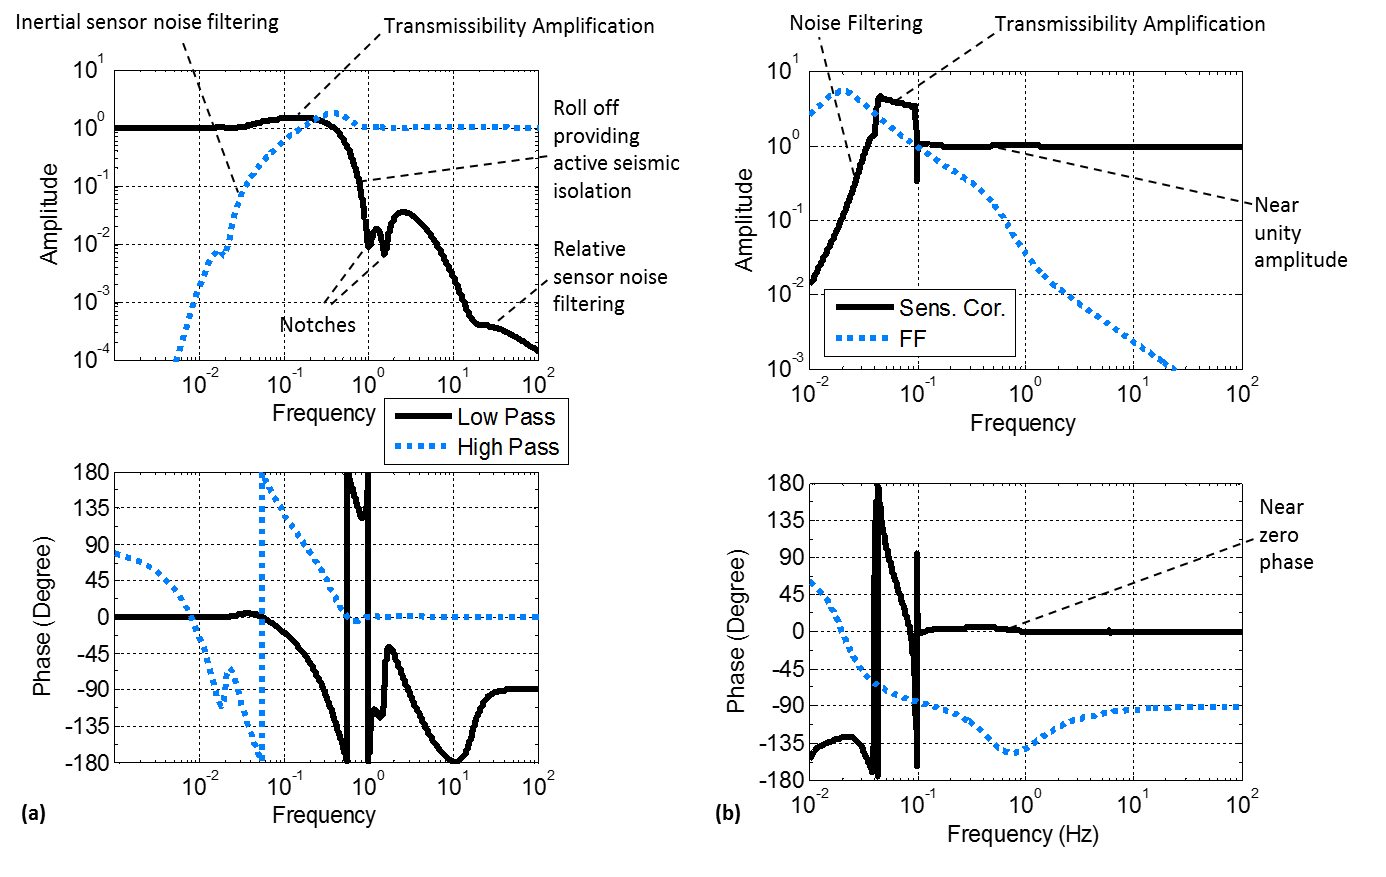 Inertial sensor noise filtering
Transmissibility Amplification
10^1
10^0
10^-1
10^-2
10^-3
10^-4
Amplitude
Roll off
providing
active seismic
isolation
Relative
sensor noise
filtering
Notches
10^-2
10^-1
10^0
10^1
10^2
Frequency
Low Pass
High Pass
180
135
90
45
0
-45
-90
-135
-180
Phase (Degree)
10^-2
10^-1
10^0
10^1
10^2
Frequency
(a)
Noise Filtering
Transmissibility Amplification
10^1
10^0
10^-1
10^-2
10^-3
Amplitude
Near
unity
amplitude
Sens. Cor.
FF
10^-2
10^-1
10^0
10^1
10^2
Frequency
180
135
90
45
0
-45
-90
-135
-180
Phase (Degree)
Near
zero
phase
10^-2
10^-1
10^0
10^1
10^2
Frequency (Hz)
(b)